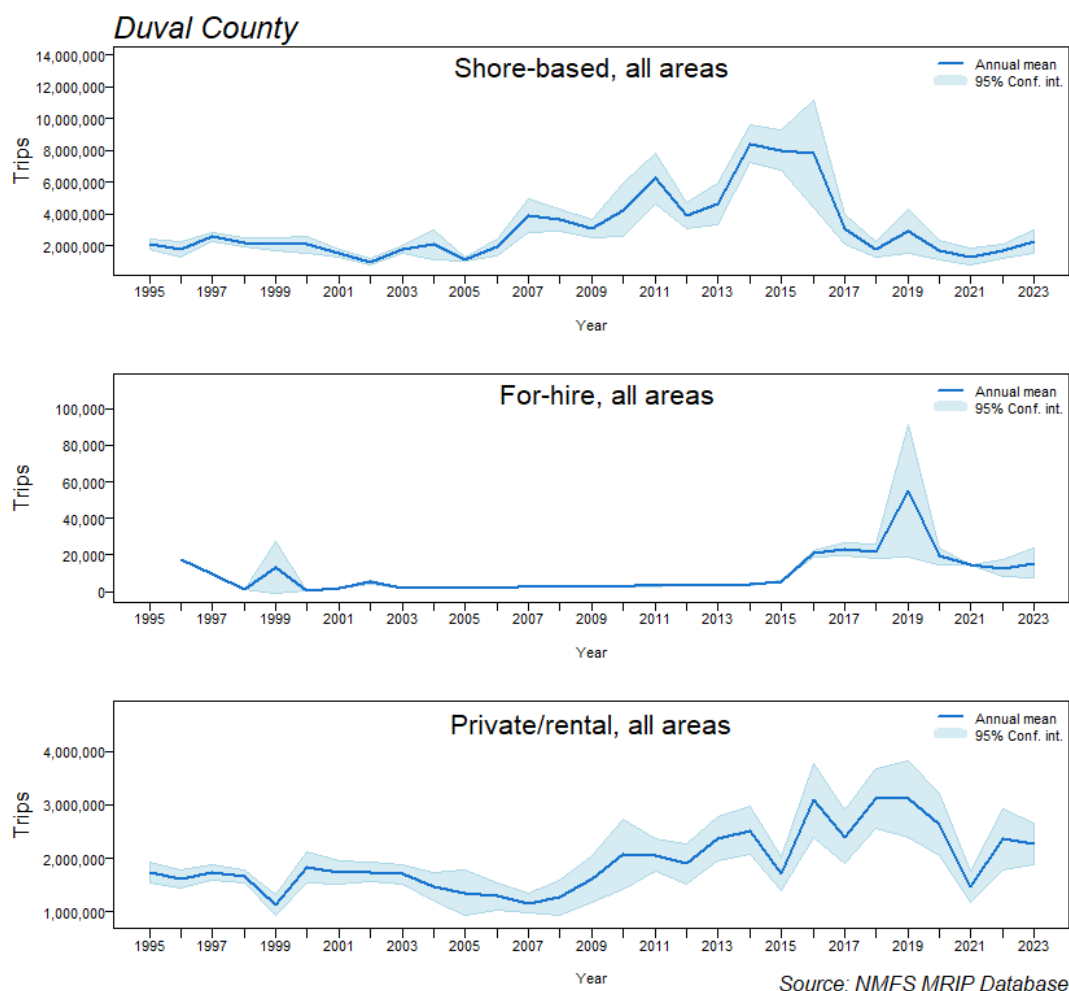 Duval County
Shore-based, all areas
Annual mean
95% Conf. int.
Trips
14,000,000
12,000,000
10,000,000
8,000,000
6,000,000
4,000,000
2,000,000
1995 1997 1999 2001 2003 2005 2007 2009 2011 2013 2015 2017 2019 2021 2023
Year
For-hire, all areas
Annual mean
95% Conf. int.
Trips
100,000
80,000
60,000
40,000
20,000
0
1995 1997 1999 2001 2003 2005 2007 2009 2011 2013 2015 2017 2019 2021 2023
Year
Private/rental, all areas
Annual mean
95% Conf. int.
Trips
4,000,000
3,000,000
2,000,000
1,000,000
1995 1997 1999 2001 2003 2005 2007 2009 2011 2013 2015 2017 2019 2021 2023
Year
Source: NMFS MRIP Database